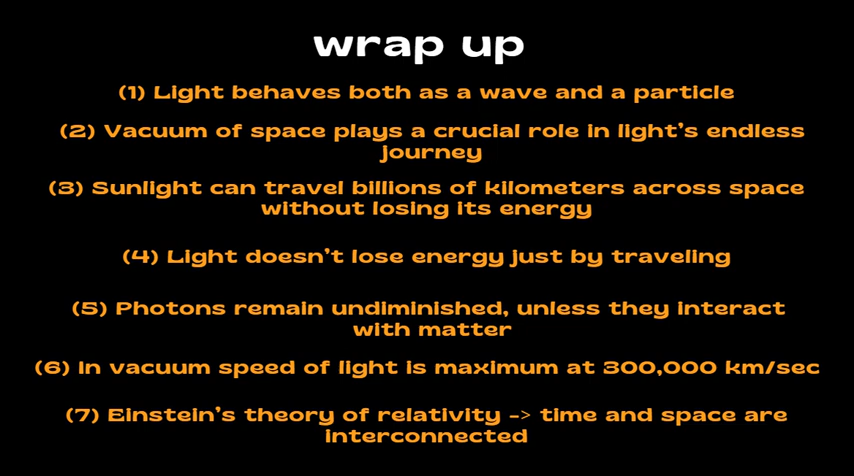 wrap up
(1) Light behaves both as a wave and a particle
(2) Vacuum of space plays a crucial role in light's endless
journey
(3) Sunlight can travel billions of kilometers across space
without losing its energy
(4) Light doesn't lose energy just by traveling
(5) Photons remain undiminished, unless they interact
with matter
(6) In vacuum speed of light is maximum at 300,000 km/sec
(7) Einstein's theory of relativity -> time and space are
interconnected